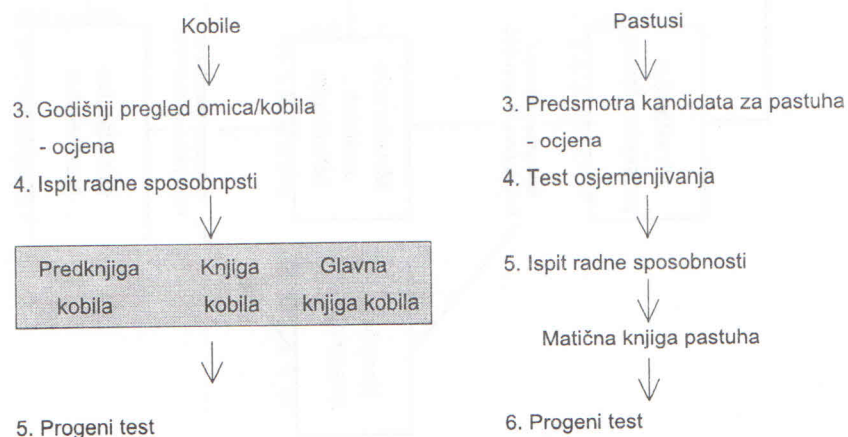 Kobile
3. Godišnji pregled omica/kobila
- ocjena
4. Ispit radne sposobnpsti
Predknjiga kobila
Knjiga kobila
Glavna knjiga kobila
5. Progeni test
Pastusi
3. Predsmotra kandidata za pastuha
- ocjena
4. Test osjemenjivanja
5. Ispit radne sposobnosti
Matična knjiga pastuha
6. Progeni test